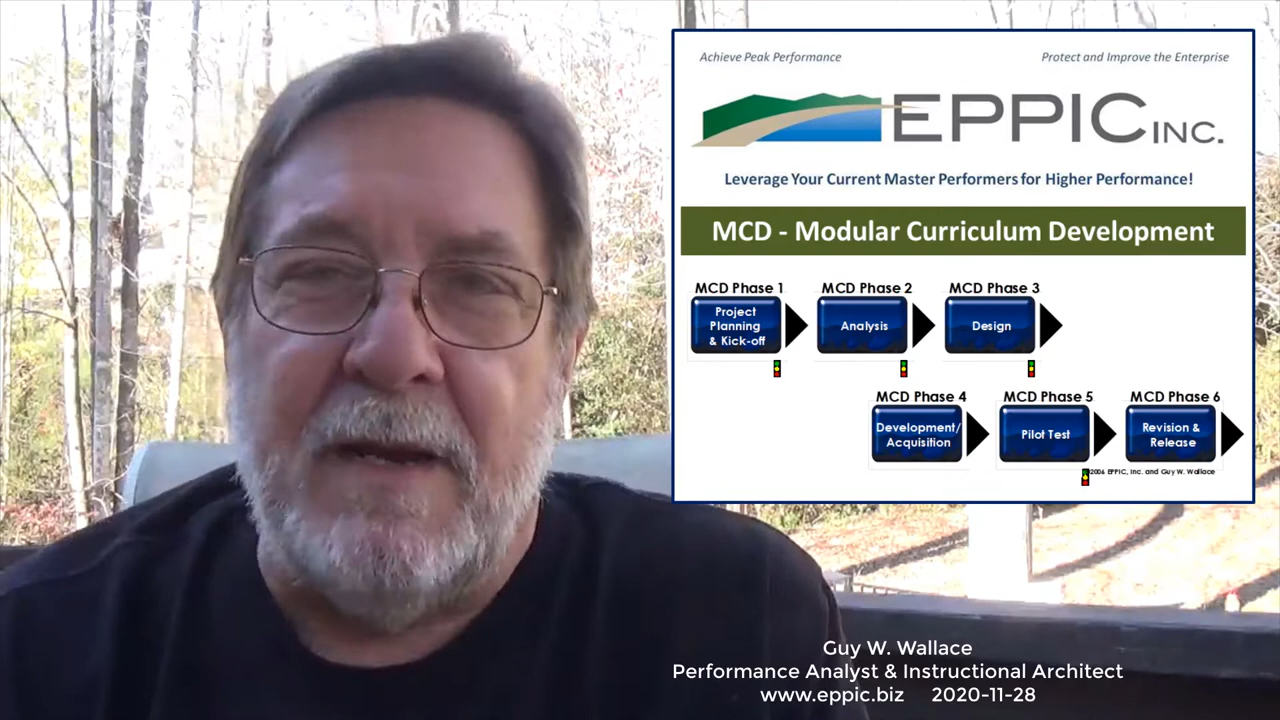 Achieve Peak Performance
Protect and Improve the Enterprise
EPPIC INC.
Leverage Your Current Master Performers for Higher Performance!
MCD - Modular Curriculum Development
MCD Phase 1
Project
Planning
& Kick-off
MCD Phase 2
Analysis
MCD Phase 3
Design
MCD Phase 4
Development/
Acquisition
MCD Phase 5
Pilot Test
MCD Phase 6
Revision &
Release
2006 EPPIC, Inc. and Guy W. Wallace
Guy W. Wallace
Performance Analyst & Instructional Architect
www.eppic.biz 2020-11-28